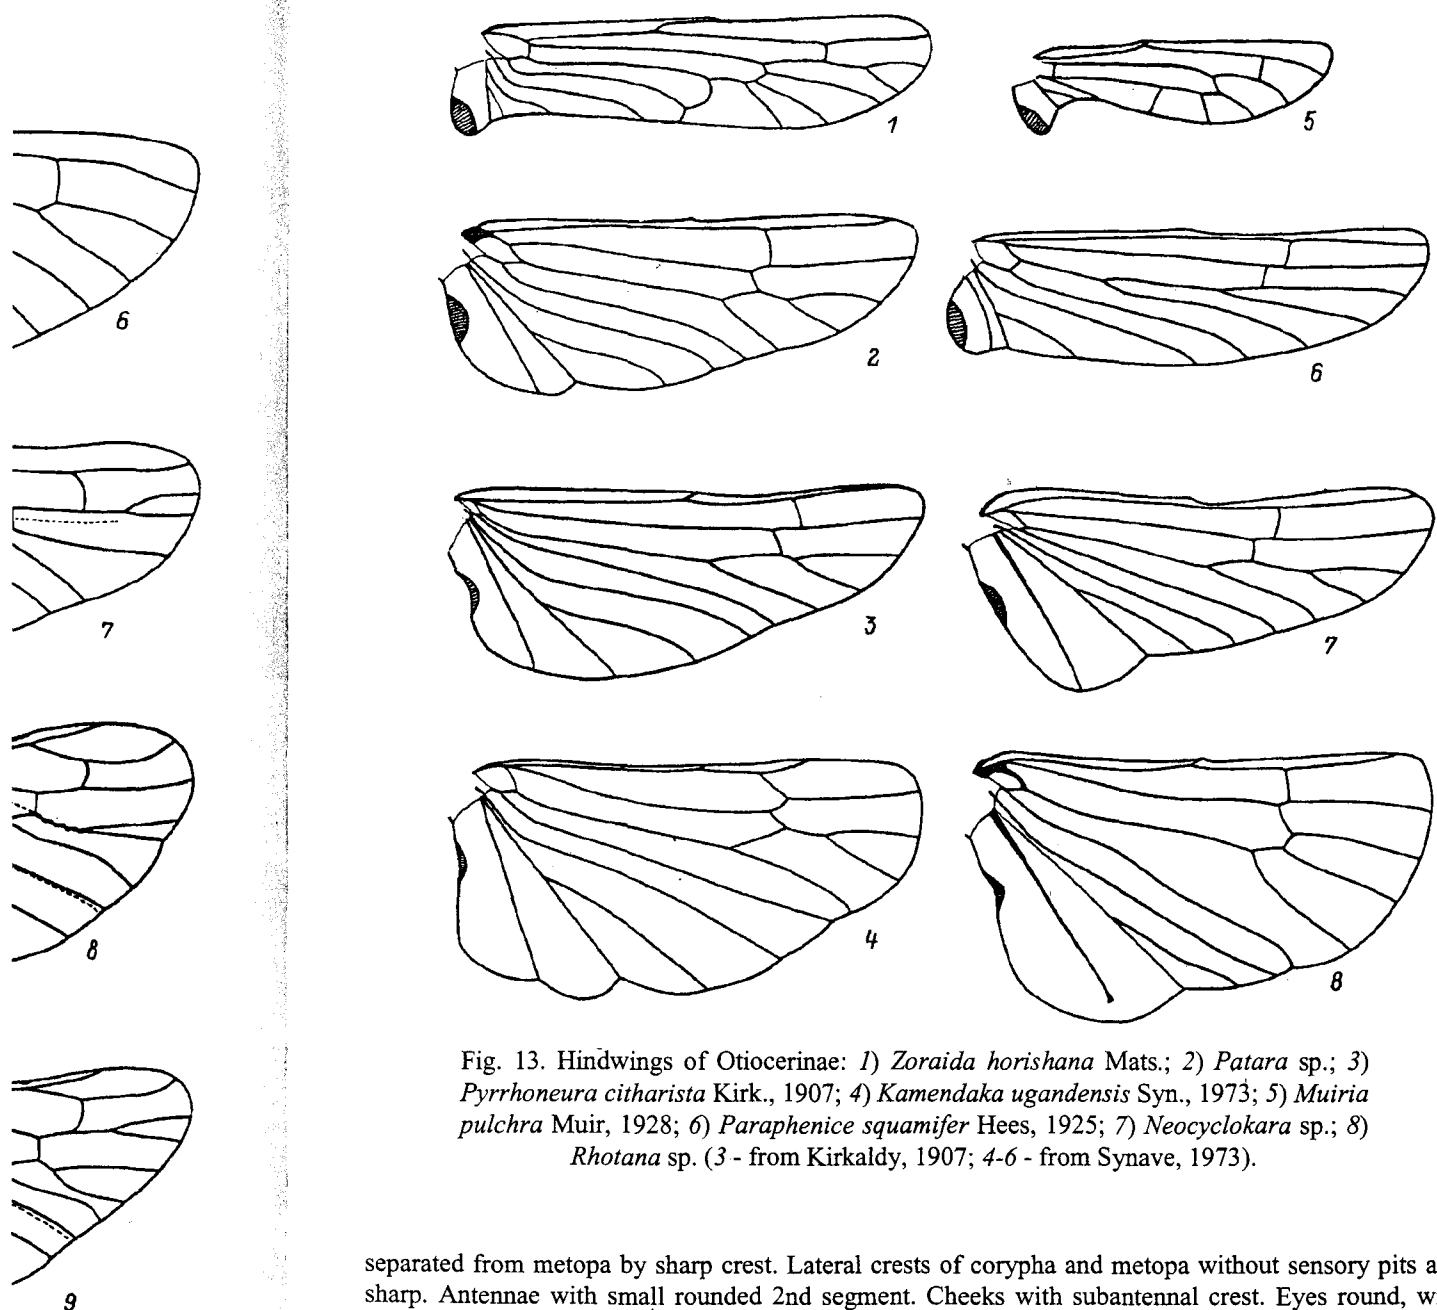 6
7
8
9
1
5
2
6
3
7
4
8
Fig. 13. Hindwings of Otiocerinae: 1) Zoraida horishana Mats.; 2) Patara sp.; 3)
Pyrrhoneura citharista Kirk., 1907; 4) Kamendaka ugandensis Syn., 1973; 5) Muiria
pulchra Muir, 1928; 6) Paraphenice squamifer Hees, 1925; 7) Neocyclokara sp.; 8)
Rhotana sp. (3 - from Kirkaldy, 1907; 4-6 - from Synave, 1973).
separated from metopa by sharp crest. Lateral crests of corypha and metopa without sensory pits a
sharp. Antennae with small rounded 2nd segment. Cheeks with subantennal crest. Eyes round, w